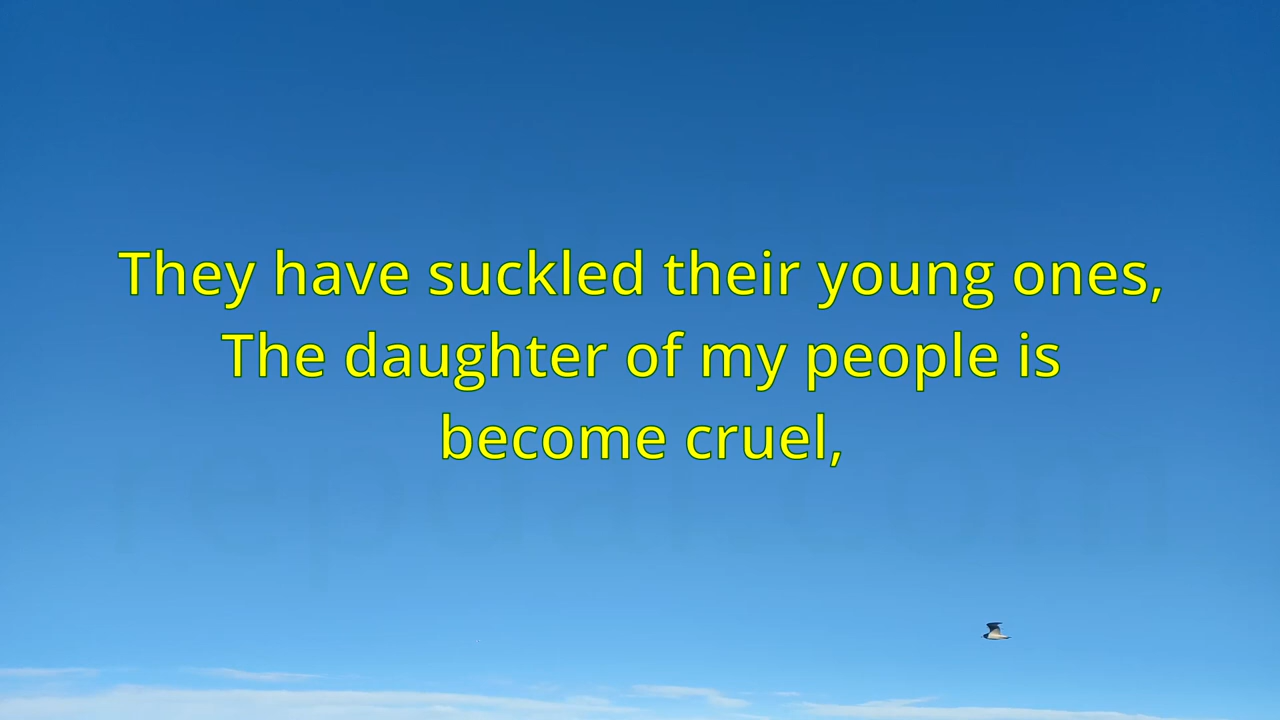 They have suckled their young ones,
The daughter of my people is
become cruel,